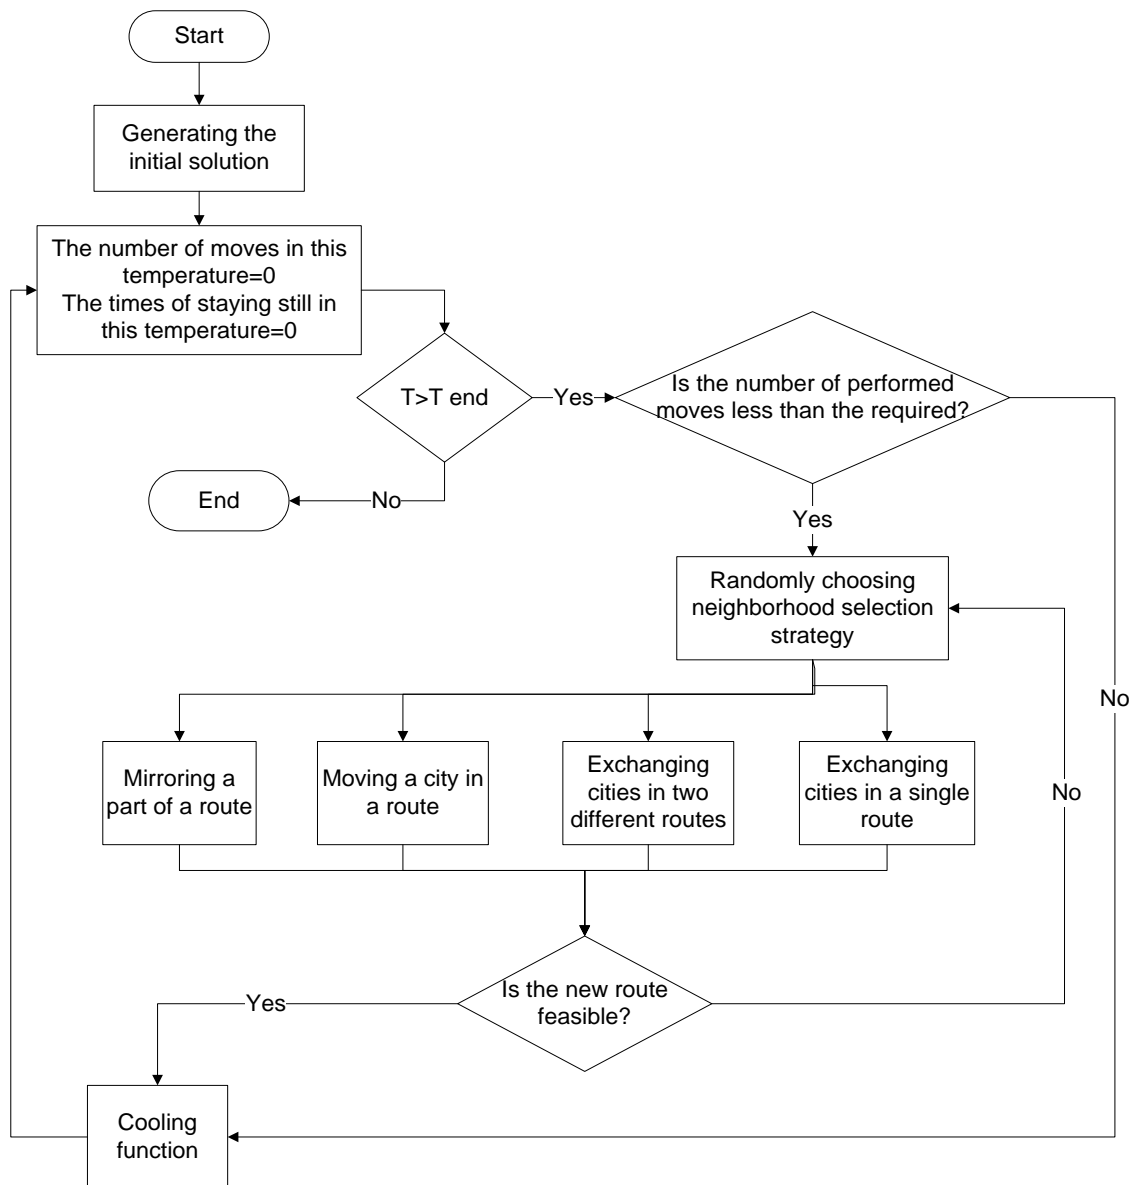 Start
Generating the
initial solution
The number of moves in this
temperature=0
The times of staying still in
this temperature=0
T>T end
Yes
Is the number of performed
moves less than the required?
End
No
Yes
Randomly choosing
neighborhood selection
strategy
No
Mirroring a
part of a route
Moving a city in
a route
Exchanging
cities in two
different routes
Exchanging
cities in a single
route
No
Is the new route
feasible?
Yes
Cooling
function